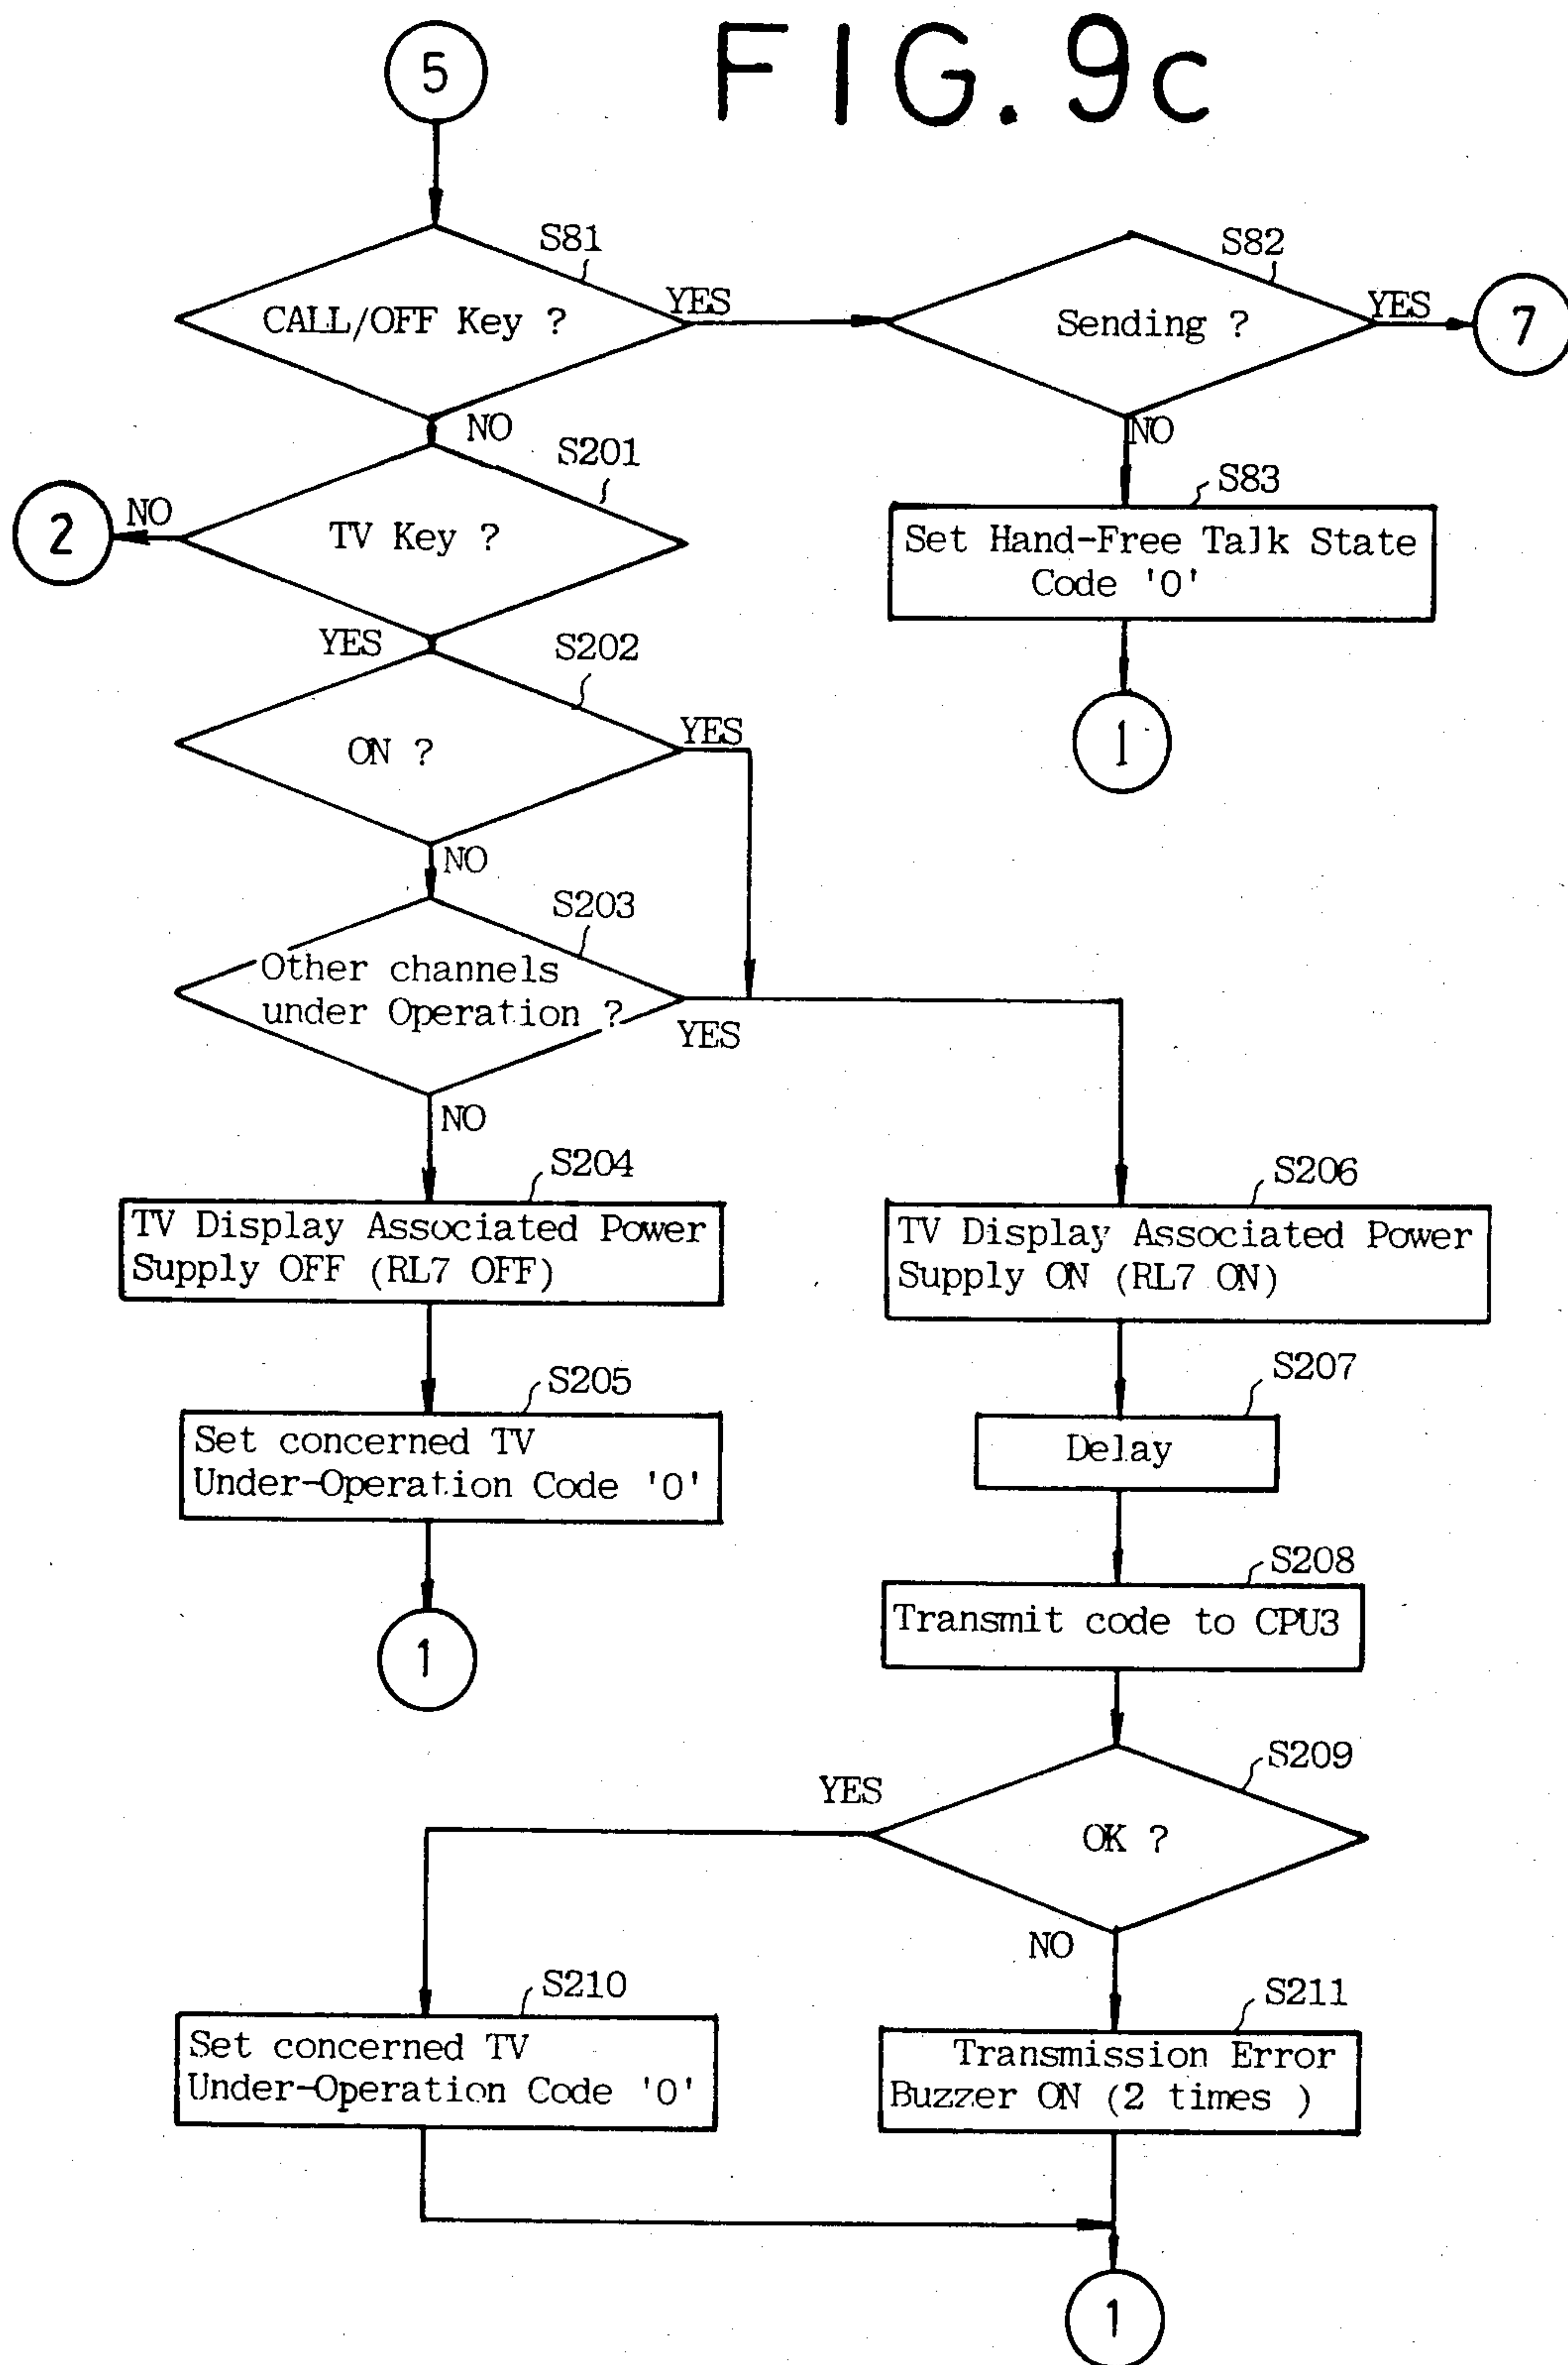 FIG. 9c
5
S81
CALL/OFF Key ?
YES
S82
Sending ?
YES
7
NO
NO
S201
TV Key ?
NO
2
S83
Set Hand-Free Talk State
Code '0'
1
YES
S202
ON ?
YES
NO
S203
Other channels
under Operation ?
YES
NO
S204
TV Display Associated Power
Supply OFF (RL7 OFF)
S206
TV Display Associated Power
Supply ON (RL7 ON)
S205
Set concerned TV
Under-Operation Code '0'
1
S207
Delay
S208
Transmit code to CPU3
S209
OK ?
YES
NO
S210
Set concerned TV
Under-Operation Code '0'
S211
Transmission Error
Buzzer ON (2 times )
1